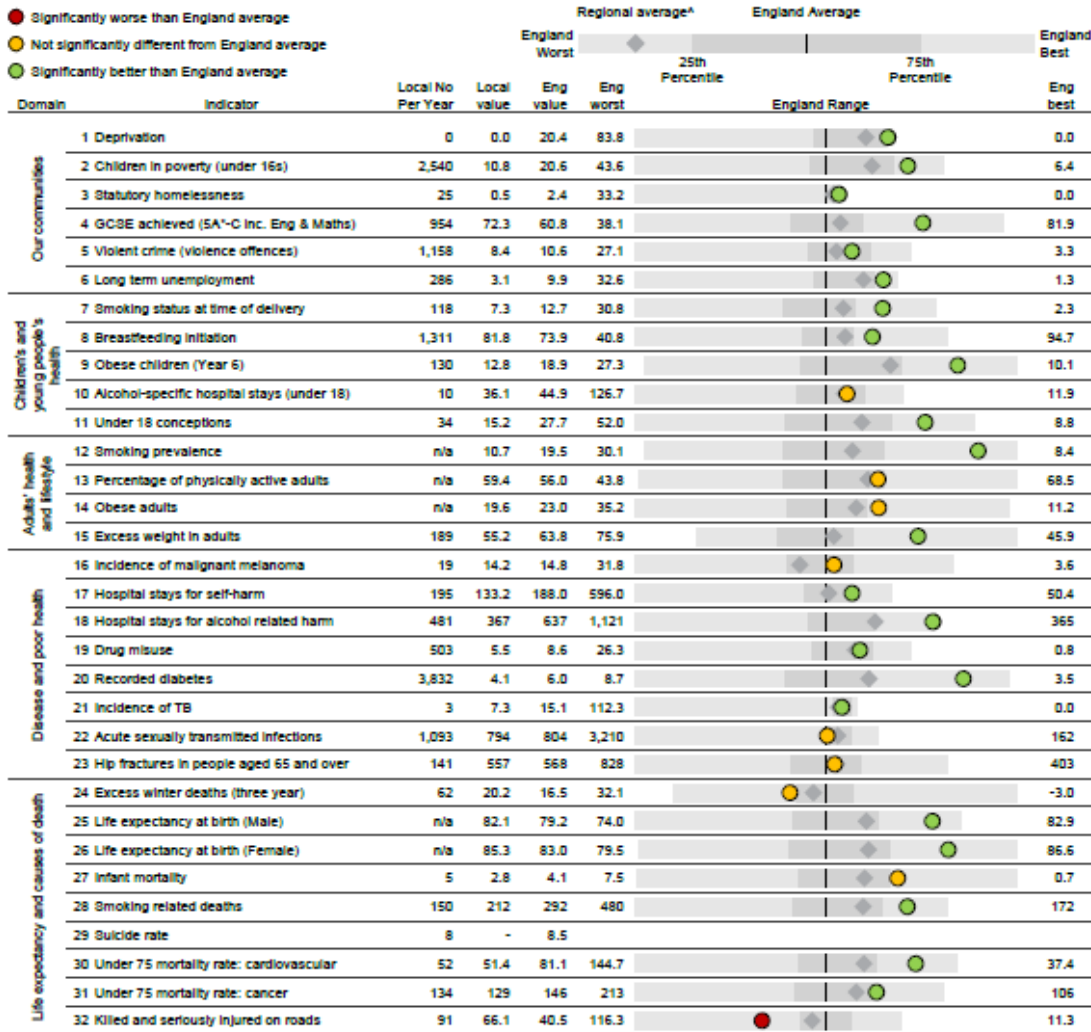 Significantly worse than England average
Not significantly different from England average
Significantly better than England average
Regional average^ England Average
England Worst England Best
25th Percentile 75th Percentile
Domain Indicator Local No Per Year Local value Eng value Eng worst England Range Eng best
Our communities
1 Deprivation 0 0.0 20.4 83.8 0.0
2 Children in poverty (under 16s) 2,540 10.8 20.6 43.6 6.4
3 Statutory homelessness 25 0.5 2.4 33.2 0.0
4 GCSE achieved (5A*-C inc. Eng & Maths) 954 72.3 60.8 38.1 81.9
5 Violent crime (violence offences) 1,158 8.4 10.6 27.1 3.3
6 Long term unemployment 286 3.1 9.9 32.6 1.3
Children's and young people's health
7 Smoking status at time of delivery 118 7.3 12.7 30.8 2.3
8 Breastfeeding initiation 1,311 81.8 73.9 40.8 94.7
9 Obese children (Year 6) 130 12.8 18.9 27.3 10.1
10 Alcohol-specific hospital stays (under 18) 10 36.1 44.9 126.7 11.9
11 Under 18 conceptions 34 15.2 27.7 52.0 8.8
Adults' health and lifestyle
12 Smoking prevalence n/a 10.7 19.5 30.1 8.4
13 Percentage of physically active adults n/a 59.4 56.0 43.8 68.5
14 Obese adults n/a 19.6 23.0 35.2 11.2
15 Excess weight in adults 189 55.2 63.8 75.9 45.9
Disease and poor health
16 Incidence of malignant melanoma 19 14.2 14.8 31.8 3.6
17 Hospital stays for self-harm 195 133.2 188.0 596.0 50.4
18 Hospital stays for alcohol related harm 481 367 637 1,121 365
19 Drug misuse 503 5.5 8.6 26.3 0.8
20 Recorded diabetes 3,832 4.1 6.0 8.7 3.5
21 Incidence of TB 3 7.3 15.1 112.3 0.0
22 Acute sexually transmitted infections 1,093 794 804 3,210 162
23 Hip fractures in people aged 65 and over 141 557 568 828 403
Life expectancy and causes of death
24 Excess winter deaths (three year) 62 20.2 16.5 32.1 -3.0
25 Life expectancy at birth (Male) n/a 82.1 79.2 74.0 82.9
26 Life expectancy at birth (Female) n/a 85.3 83.0 79.5 86.6
27 Infant mortality 5 2.8 4.1 7.5 0.7
28 Smoking related deaths 150 212 292 480 172
29 Suicide rate 8 - 8.5
30 Under 75 mortality rate: cardiovascular 52 51.4 81.1 144.7 37.4
31 Under 75 mortality rate: cancer 134 129 146 213 106
32 Killed and seriously injured on roads 91 66.1 40.5 116.3 11.3